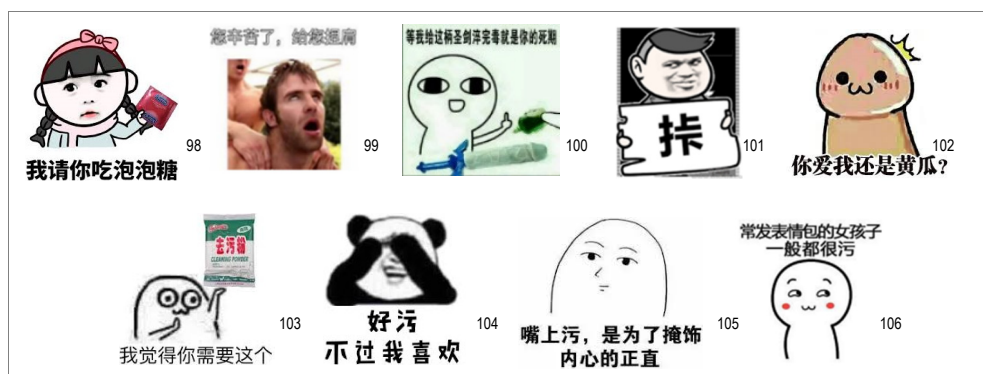 您辛苦了，给您捏肩
等我给这柄圣剑淬完毒就是你的死期
挊
98
99
100
101
102
我请你吃泡泡糖
你爱我还是黄瓜?
去污粉
CLEANING POWDER
常发表情包的女孩子
一般都很污
103
104
105
106
我觉得你需要这个
好污
不过我喜欢
嘴上污，是为了掩饰
内心的正直